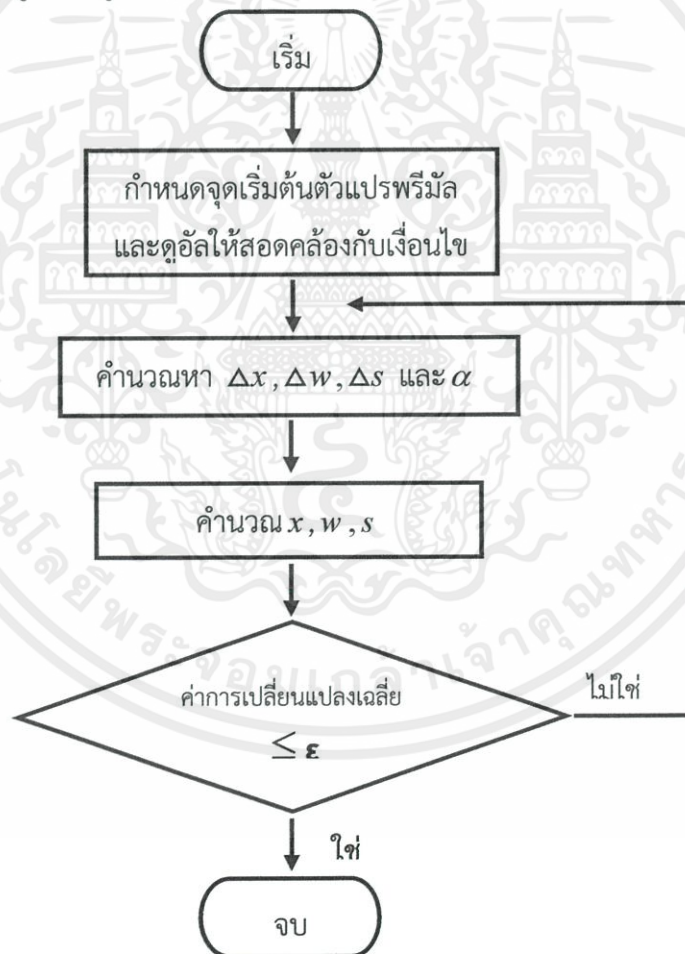 เริ่ม
กำหนดจุดเริ่มต้นตัวแปรพรีมัล
และดูอัลให้สอดคล้องกับเงื่อนไข
คำนวณหา Δx , Δw , Δs และ α
คำนวณ x , w , s
ค่าการเปลี่ยนแปลงเฉลี่ย
≤ ε
ไม่ใช่
ใช่
จบ